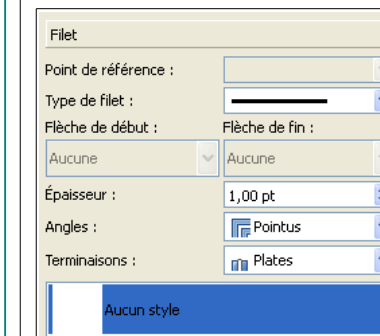 Filet
Point de référence :
Type de filet :
Flèche de début : Flèche de fin :
Aucune Aucune
Épaisseur : 1,00 pt
Angles : Pointus
Terminaisons : Plates
Aucun style